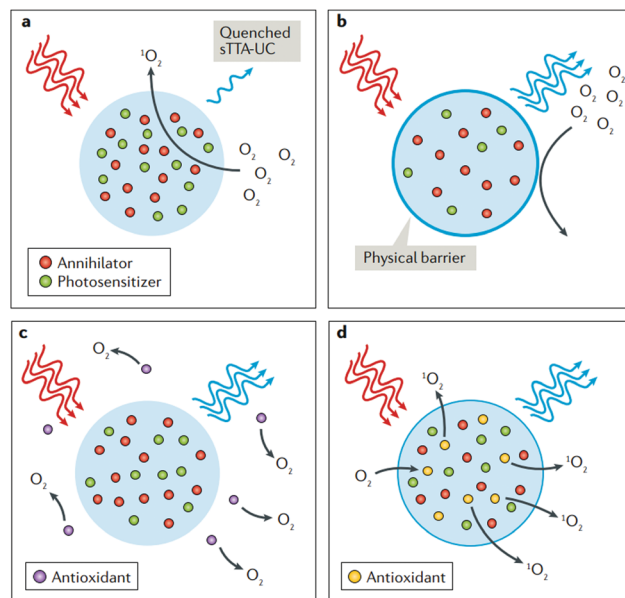 a
¹O₂
Quenched
sTTA-UC
O₂
O₂
O₂
O₂
Annihilator
Photosensitizer
b
O₂
O₂
O₂
O₂
O₂
Physical barrier
c
O₂
O₂
O₂
O₂
O₂
Antioxidant
d
¹O₂
O₂
¹O₂
¹O₂
¹O₂
Antioxidant